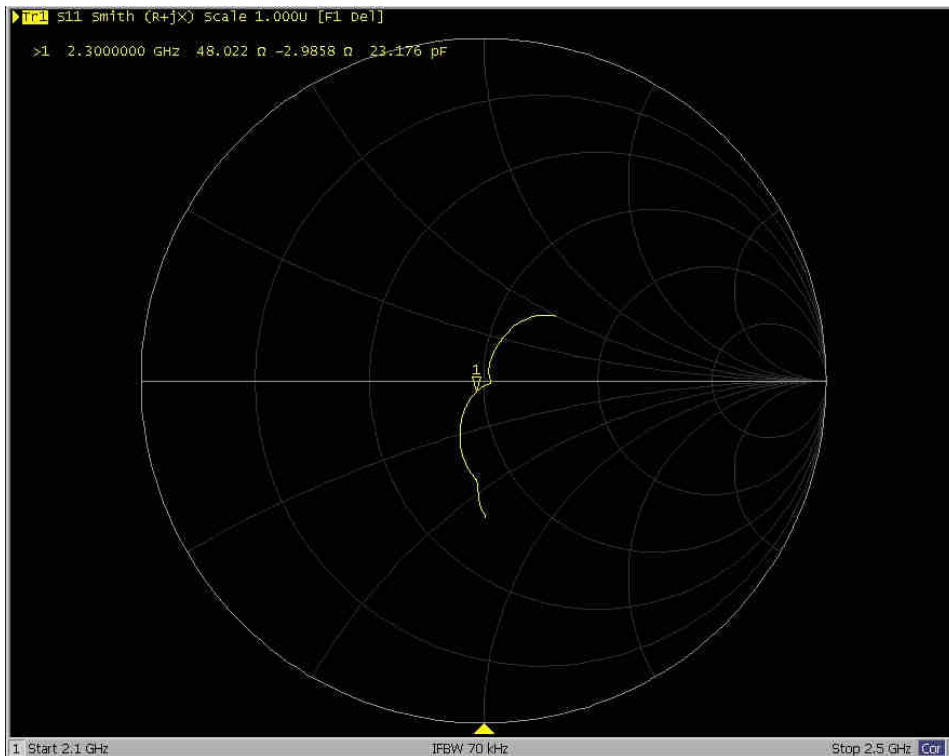 Tr1 S11 Smith (R+jX) Scale 1.000U [F1 Del]
>1 2.3000000 GHz 48.022 Ω -2.9858 Ω 23.176 pF
1
1 Start 2.1 GHz IFBW 70 kHz Stop 2.5 GHz Cor